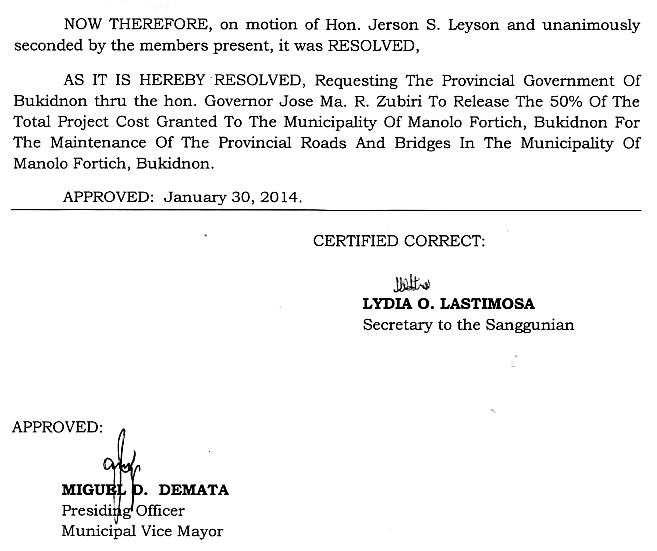 NOW THEREFORE, on motion of Hon. Jerson S. Leyson and unanimously
seconded by the members present, it was RESOLVED,
AS IT IS HEREBY RESOLVED, Requesting The Provincial Government Of
Bukidnon thru the hon. Governor Jose Ma. R. Zubiri To Release The 50% Of The
Total Project Cost Granted To The Municipality Of Manolo Fortich, Bukidnon For
The Maintenance Of The Provincial Roads And Bridges In The Municipality Of
Manolo Fortich, Bukidnon.
APPROVED: January 30, 2014.
CERTIFIED CORRECT:
LYDIA O. LASTIMOSA
Secretary to the Sanggunian
APPROVED:
MIGUEL D. DEMATA
Presiding Officer
Municipal Vice Mayor